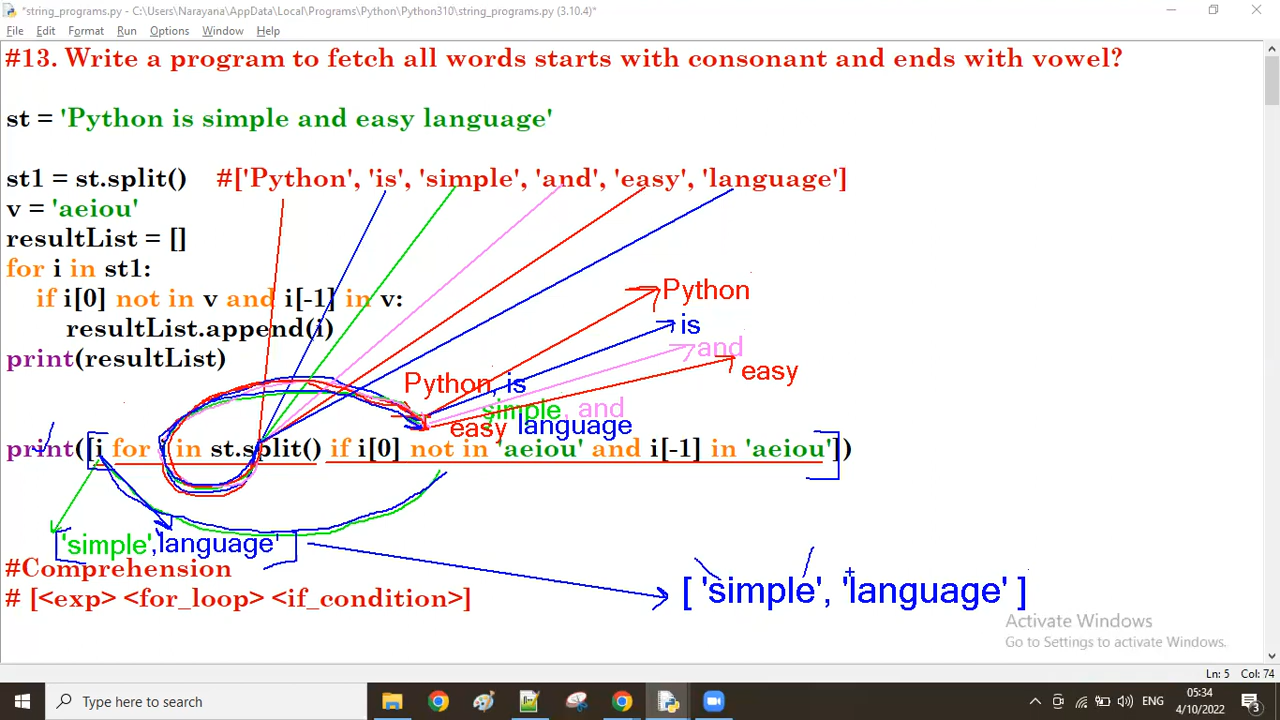 *string_programs.py - C:\Users\Narayana\AppData\Local\Programs\Python\Python310\string_programs.py (3.10.4)*
File Edit Format Run Options Window Help
#13. Write a program to fetch all words starts with consonant and ends with vowel?
st = 'Python is simple and easy language'
st1 = st.split() #['Python', 'is', 'simple', 'and', 'easy', 'language']
v = 'aeiou'
resultList = []
for i in st1:
if i[0] not in v and i[-1] in v:
resultList.append(i)
print(resultList)
Python
is
and
easy
Python, is
simple, and
easy language
print([i for i in st.split() if i[0] not in 'aeiou' and i[-1] in 'aeiou'])
'simple','language'
#Comprehension
# [<exp> <for_loop> <if_condition>]
[ 'simple', 'language' ]
Activate Windows
Go to Settings to activate Windows.
Ln: 5 Col: 74
Type here to search
ENG
05:34
4/10/2022
3